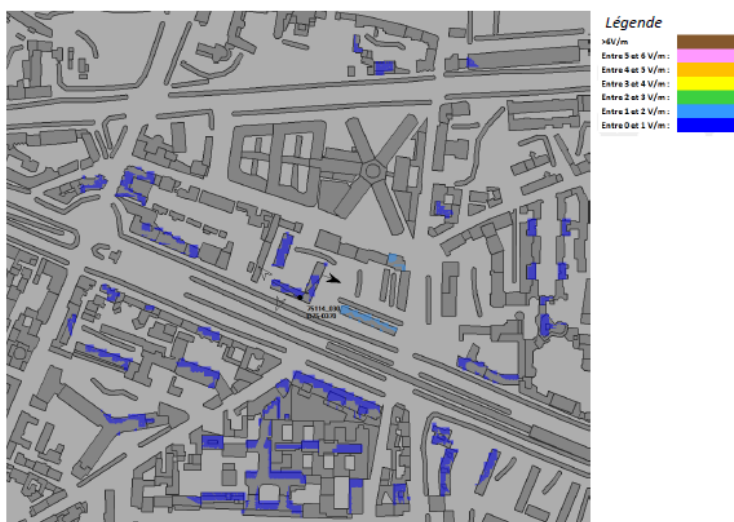 Légende
>6V/m
Entre 5 et 6 V/m :
Entre 4 et 5 V/m :
Entre 3 et 4 V/m :
Entre 2 et 3 V/m :
Entre 1 et 2 V/m :
Entre 0 et 1 V/m :